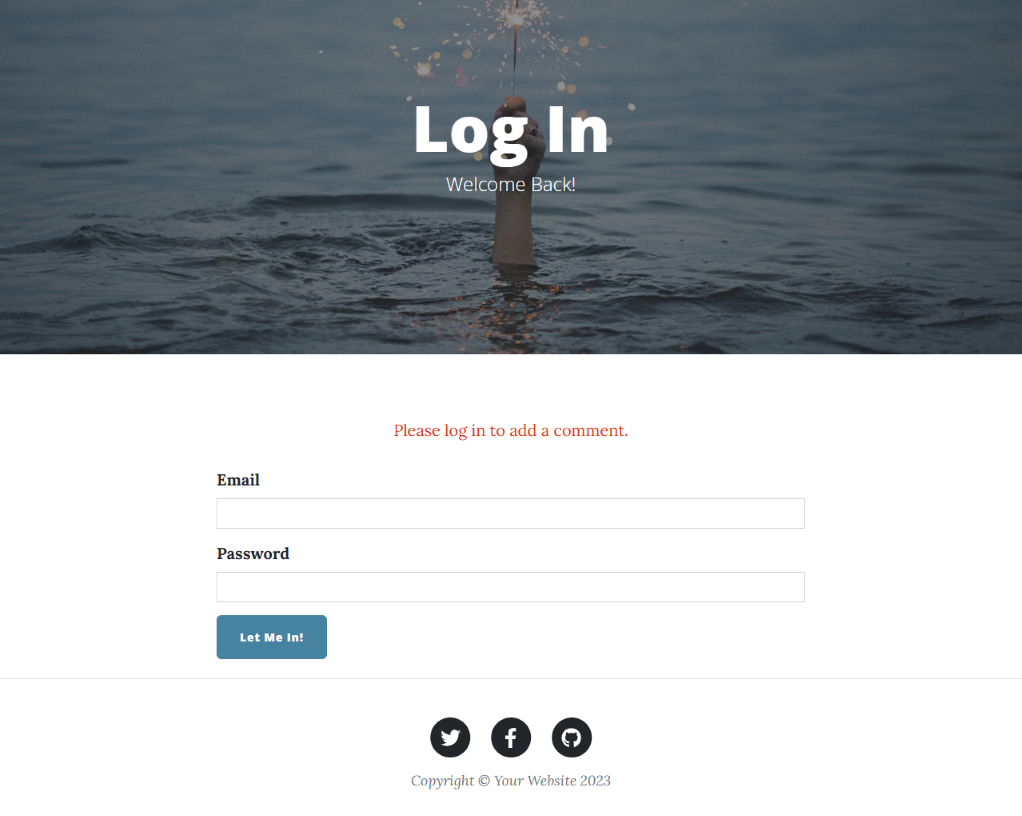 Log In
Welcome Back!
Please log in to add a comment.
Email
Password
Let Me In!
Copyright © Your Website 2023